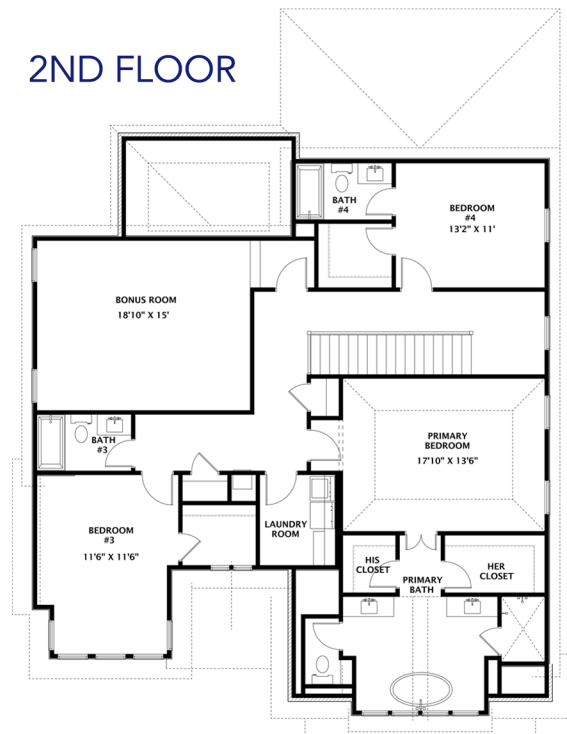 2ND FLOOR
BATH
#4
BEDROOM
#4
13'2" X 11'
BONUS ROOM
18'10" X 15'
BATH
#3
PRIMARY
BEDROOM
17'10" X 13'6"
BEDROOM
#3
11'6" X 11'6"
LAUNDRY
ROOM
HIS
CLOSET
HER
CLOSET
PRIMARY
BATH